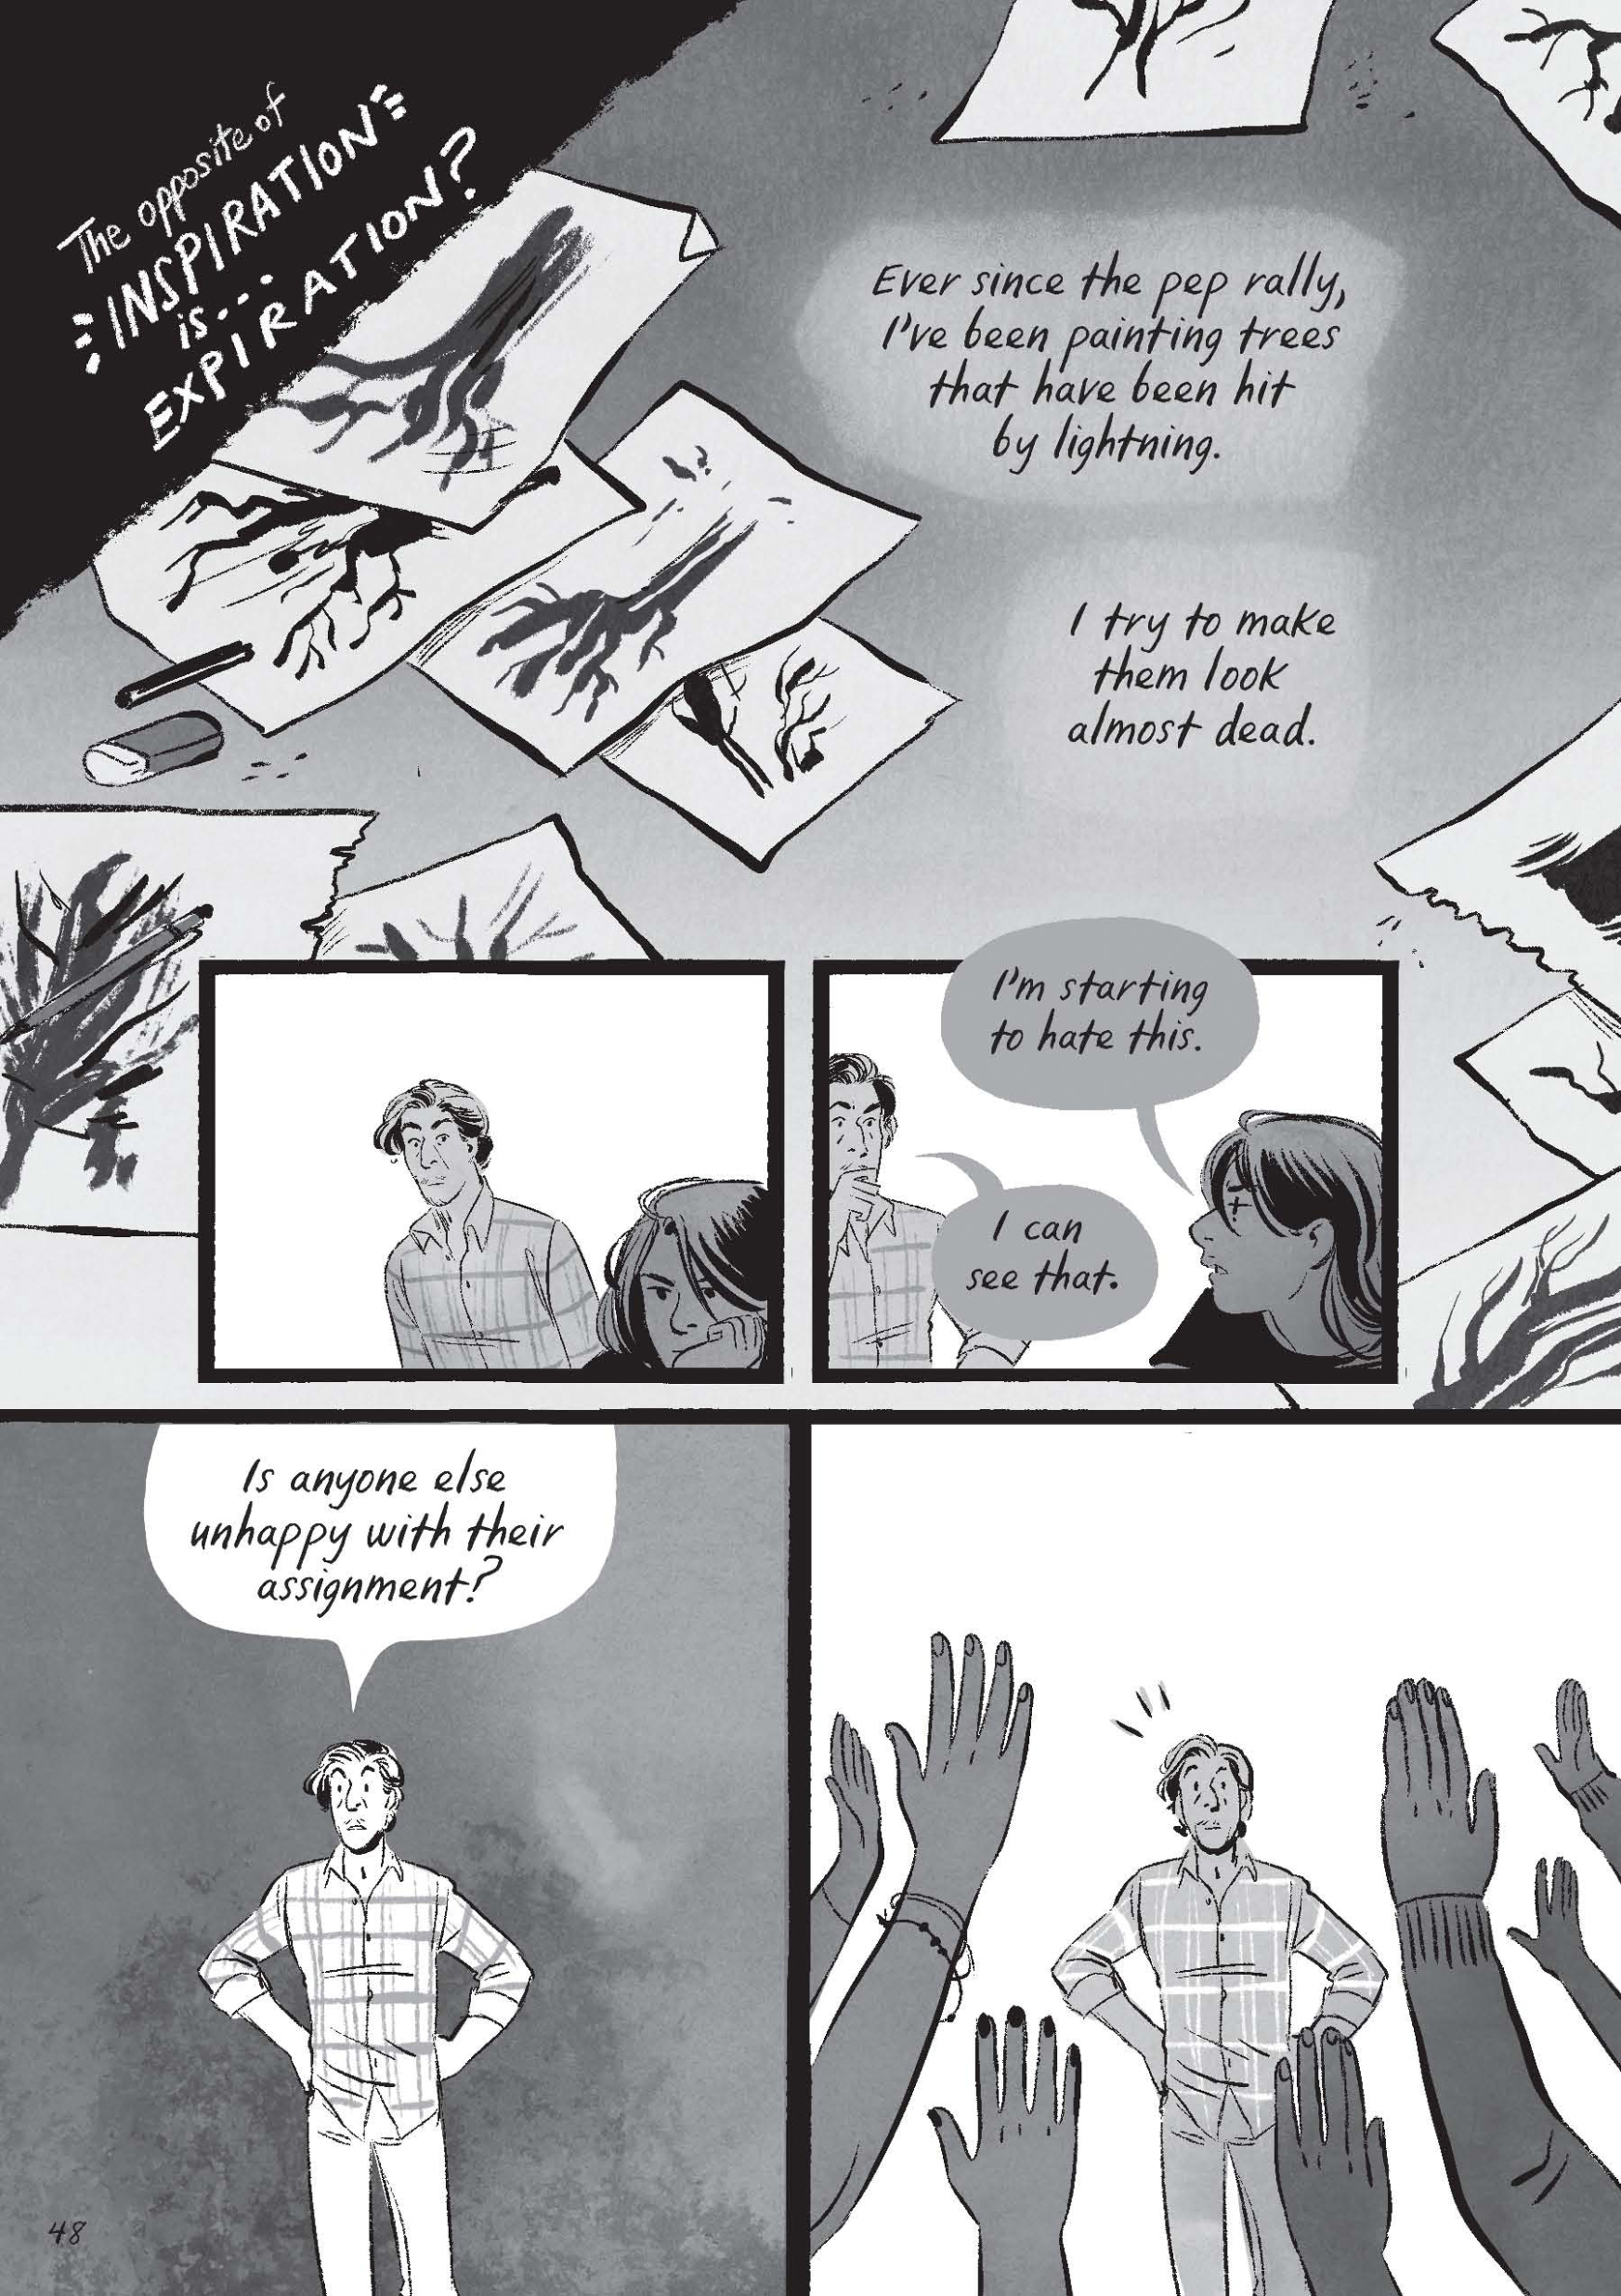 The opposite of
INSPIRATION
is...
EXPIRATION?
Ever since the pep rally,
I've been painting trees
that have been hit
by lightning.
I try to make
them look
almost dead.
I'm starting
to hate this.
I can
see that.
Is anyone else
unhappy with their
assignment?
48